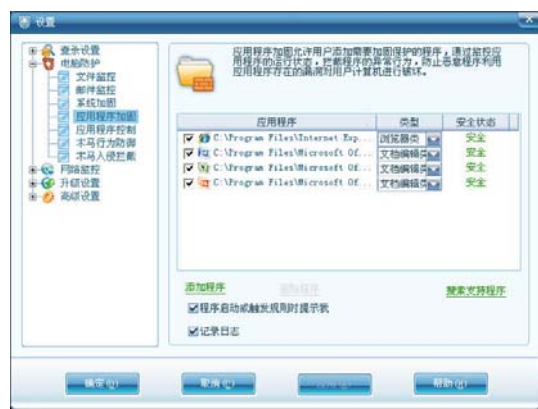 设置
查杀设置
电脑防护
文件监控
邮件监控
系统加固
应用程序加固
应用程序控制
木马行为防御
木马入侵拦截
网络监控
升级设置
高级设置
应用程序加固允许用户添加需要加固保护的程序，通过监控应
用程序的运行状态，拦截程序的异常行为，防止恶意程序利用
应用程序存在的漏洞对用户计算机进行破坏。
应用程序 类型 安全状态
C:\Program Files\Internet Exp... 浏览器类 安全
C:\Program Files\Microsoft Of... 文档编辑类 安全
C:\Program Files\Microsoft Of... 文档编辑类 安全
C:\Program Files\Microsoft Of... 文档编辑类 安全
添加程序 搜索支持程序
程序启动或触发规则时提示我
记录日志
确定(O) 取消(C) 帮助(H)